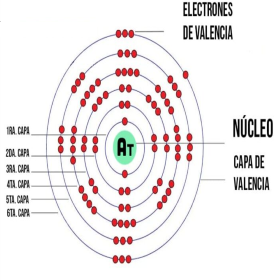 ELECTRONES
DE VALENCIA
NÚCLEO
CAPA DE
VALENCIA
AT
1RA. CAPA
2DA. CAPA
3RA. CAPA
4TA. CAPA
5TA. CAPA
6TA. CAPA